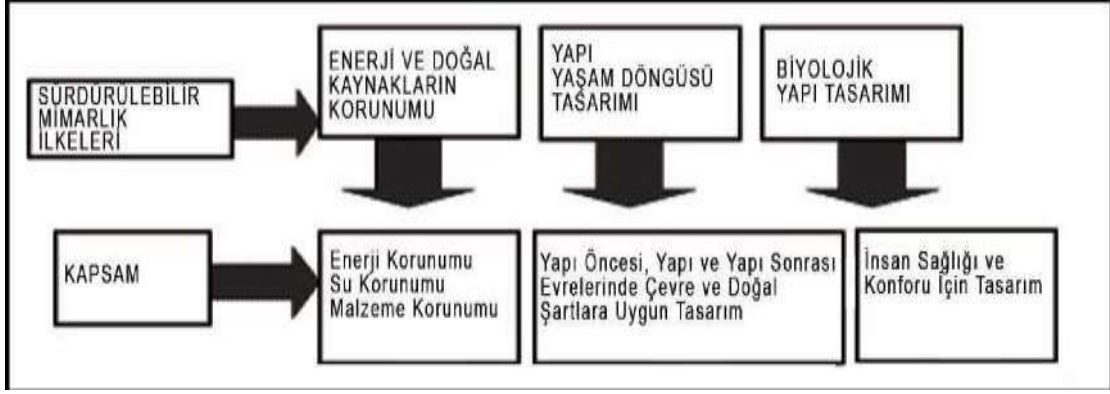 SÜRDÜRÜLEBİLİR
MİMARLIK
İLKELERİ
ENERJİ VE DOĞAL
KAYNAKLARIN
KORUNUMU
YAPI
YAŞAM DÖNGÜSÜ
TASARIMI
BİYOLOJİK
YAPI TASARIMI
KAPSAM
Enerji Korunumu
Su Korunumu
Malzeme Korunumu
Yapı Öncesi, Yapı ve Yapı Sonrası
Evrelerinde Çevre ve Doğal
Şartlara Uygun Tasarım
İnsan Sağlığı ve
Konforu İçin Tasarım